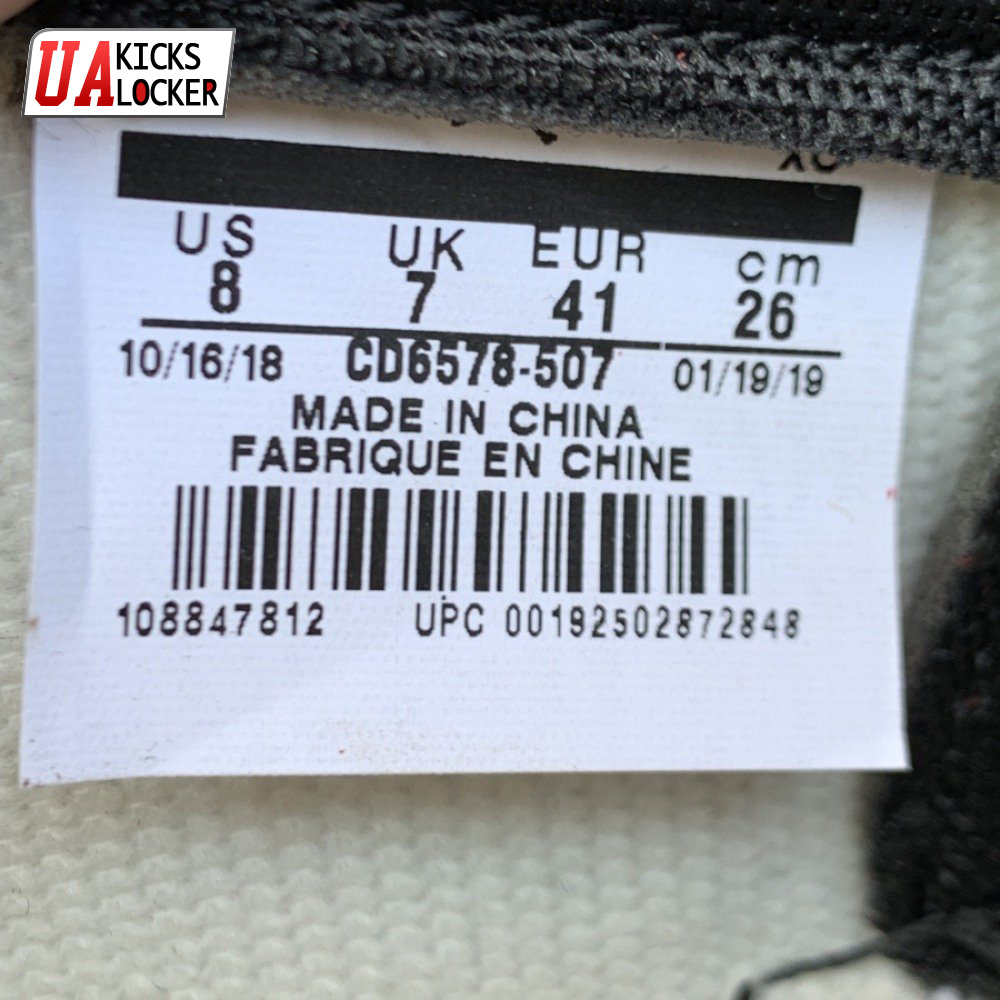 UA KICKS LOCKER
XC
US UK EUR cm
8 7 41 26
10/16/18 CD6578-507 01/19/19
MADE IN CHINA
FABRIQUE EN CHINE
108847812 UPC 00192502872848